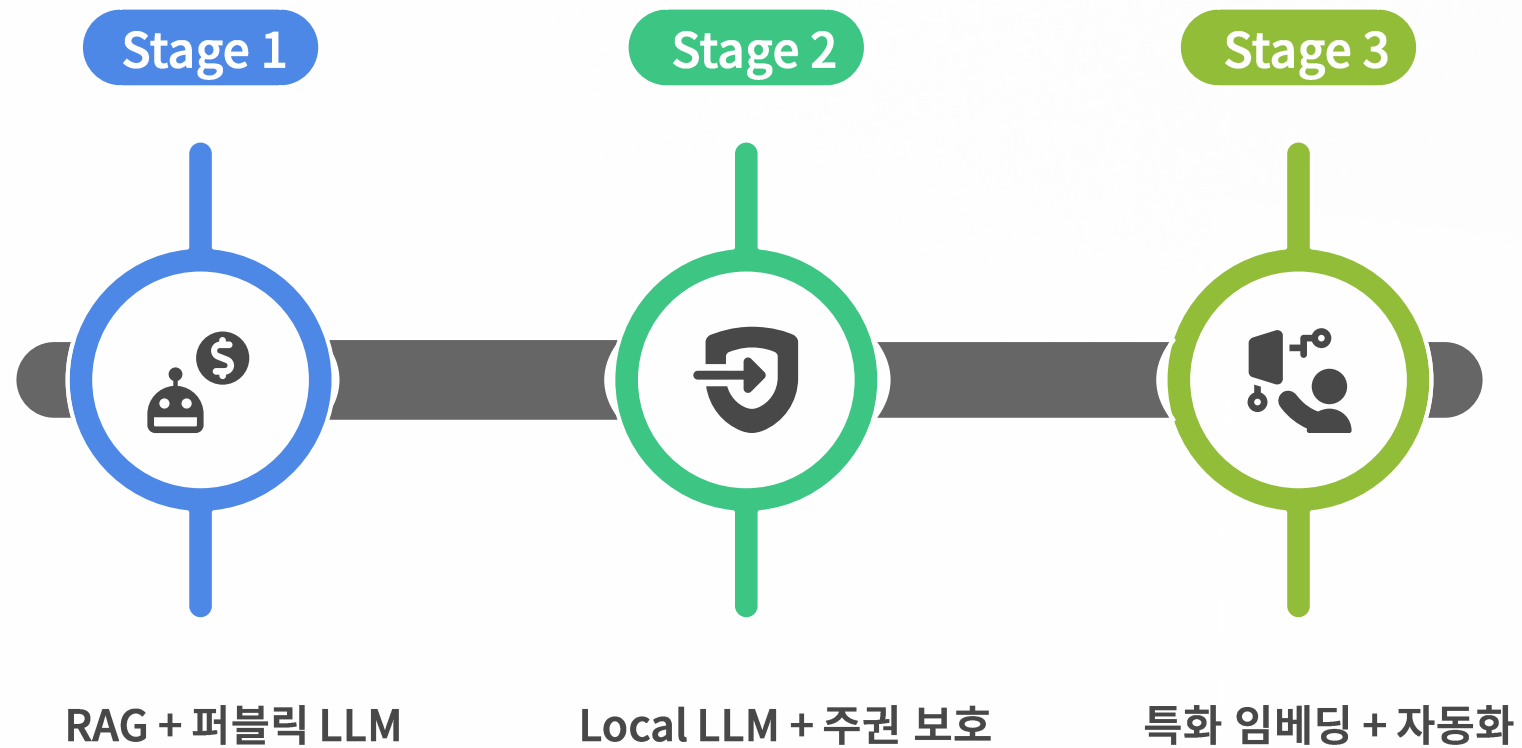 Stage 1
Stage 2
Stage 3
$
RAG + 퍼블릭 LLM
Local LLM + 주권 보호
특화 임베딩 + 자동화